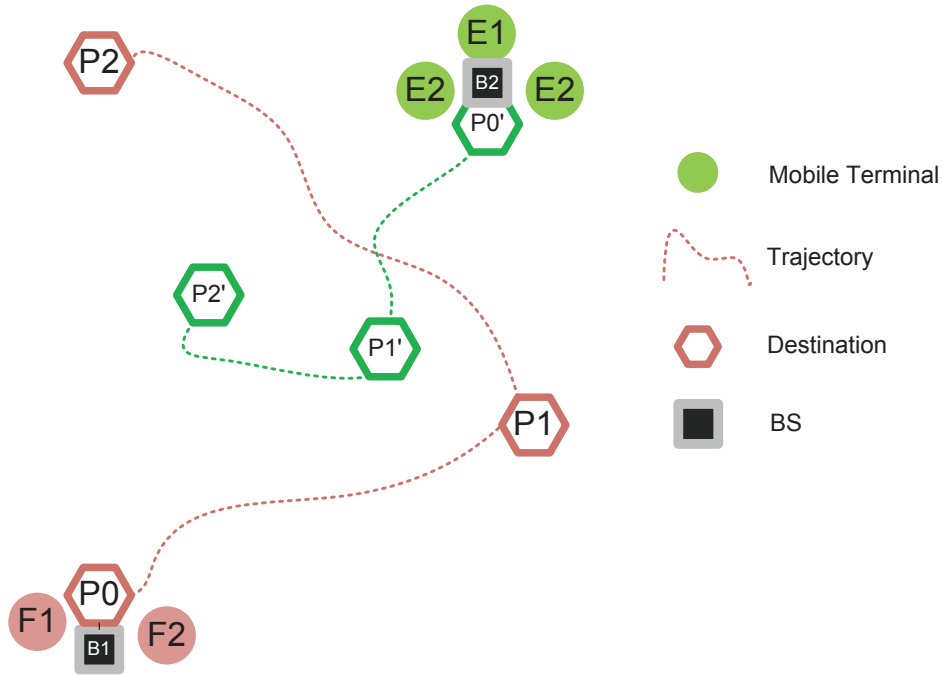 E1
P2
E2
B2
E2
P0'
Mobile Terminal
Trajectory
P2'
P1'
Destination
P1
BS
P0
F1
F2
B1